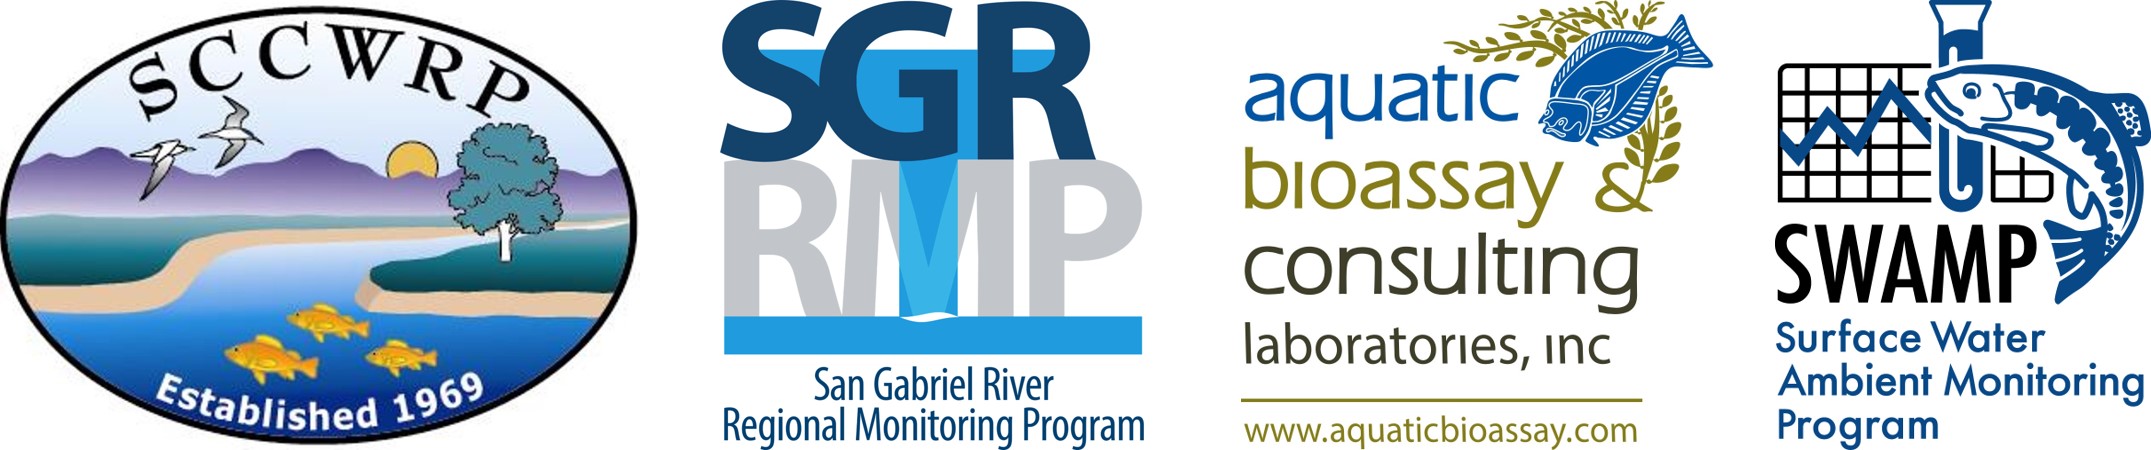 SCCWRP
Established 1969
SGR
RMP
San Gabriel River
Regional Monitoring Program
aquatic
bioassay &
consulting
laboratories, inc
www.aquaticbioassay.com
SWAMP
Surface Water
Ambient Monitoring
Program